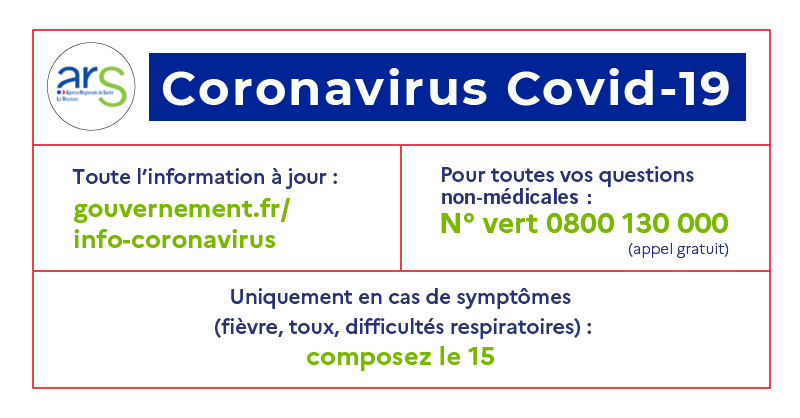 ars
Agence Régionale de Santé
La Réunion
Coronavirus Covid-19
Toute l'information à jour :
gouvernement.fr/
info-coronavirus
Pour toutes vos questions
non-médicales :
N° vert 0800 130 000
(appel gratuit)
Uniquement en cas de symptômes
(fièvre, toux, difficultés respiratoires) :
composez le 15